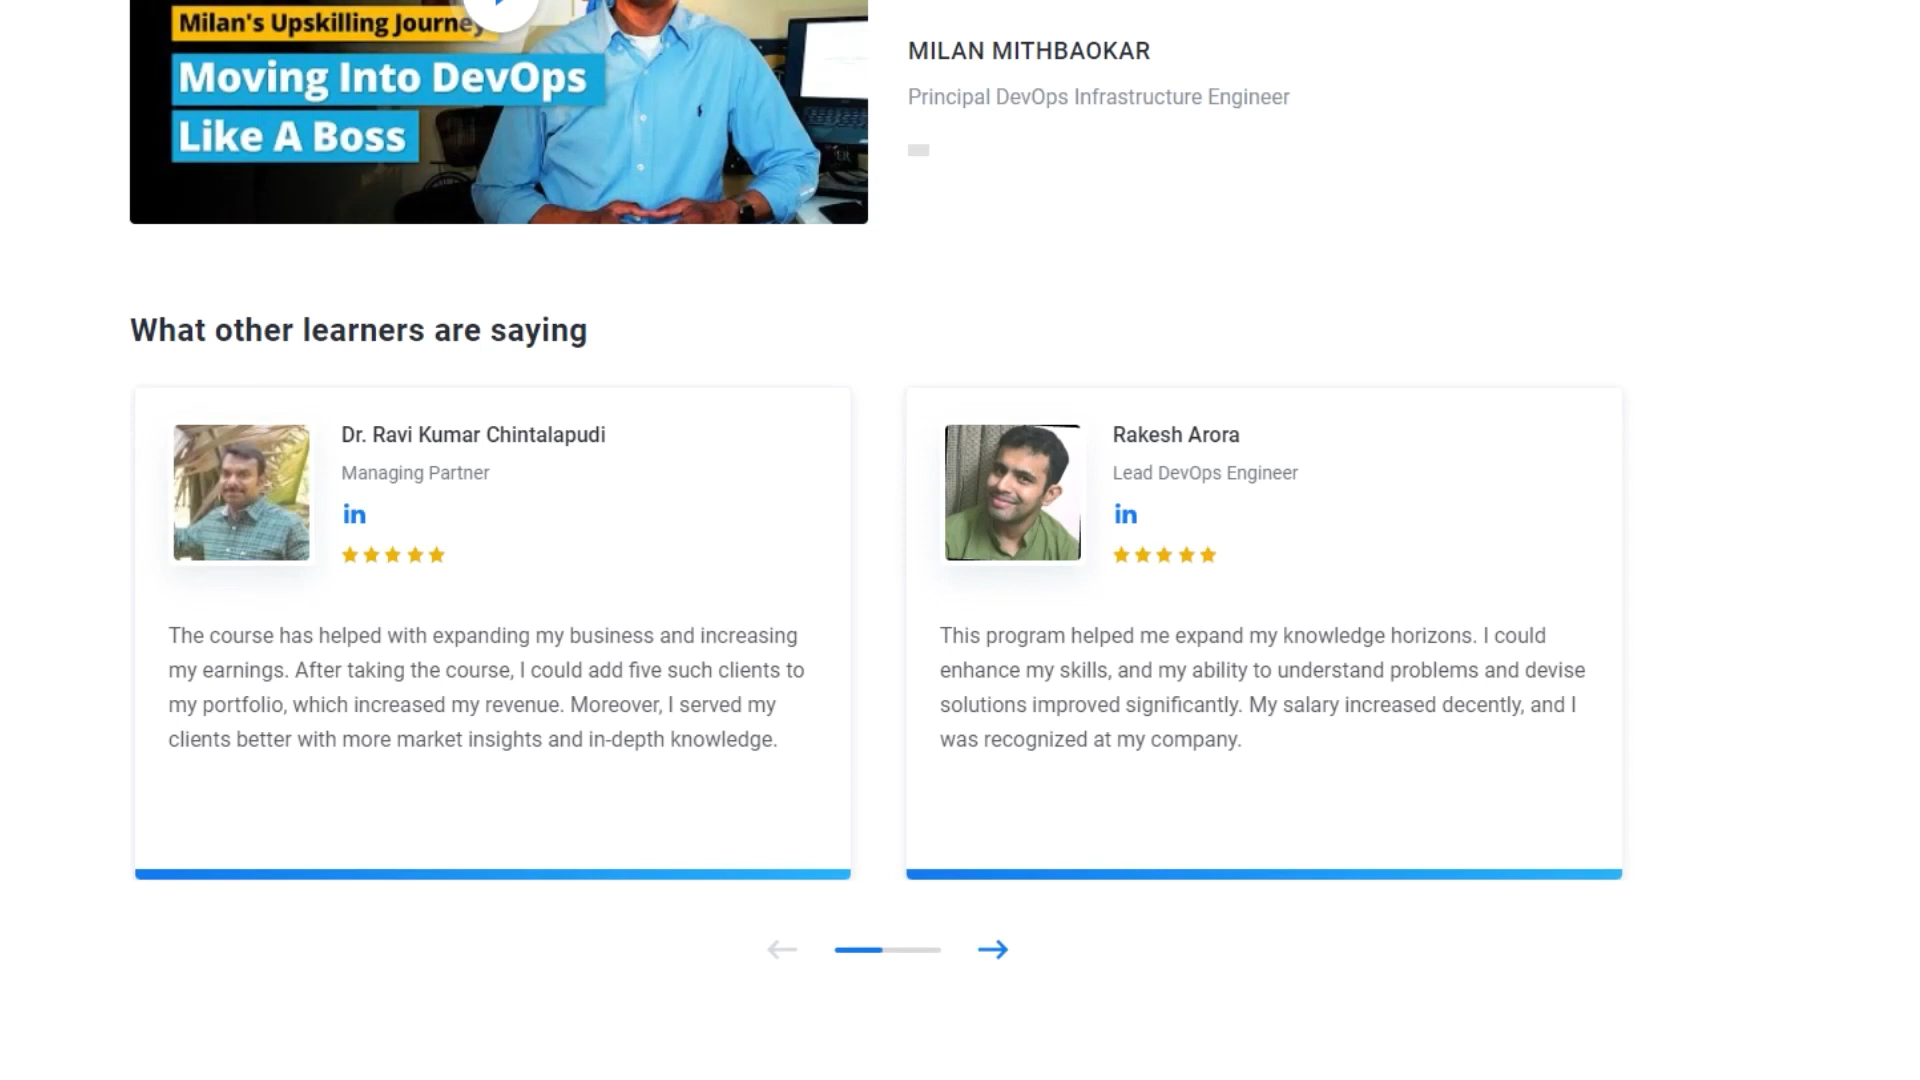 Milan's Upskilling Journey
Moving Into DevOps
Like A Boss
MILAN MITHBAOKAR
Principal DevOps Infrastructure Engineer
What other learners are saying
Dr. Ravi Kumar Chintalapudi
Managing Partner
in
The course has helped with expanding my business and increasing
my earnings. After taking the course, I could add five such clients to
my portfolio, which increased my revenue. Moreover, I served my
clients better with more market insights and in-depth knowledge.
Rakesh Arora
Lead DevOps Engineer
in
This program helped me expand my knowledge horizons. I could
enhance my skills, and my ability to understand problems and devise
solutions improved significantly. My salary increased decently, and I
was recognized at my company.